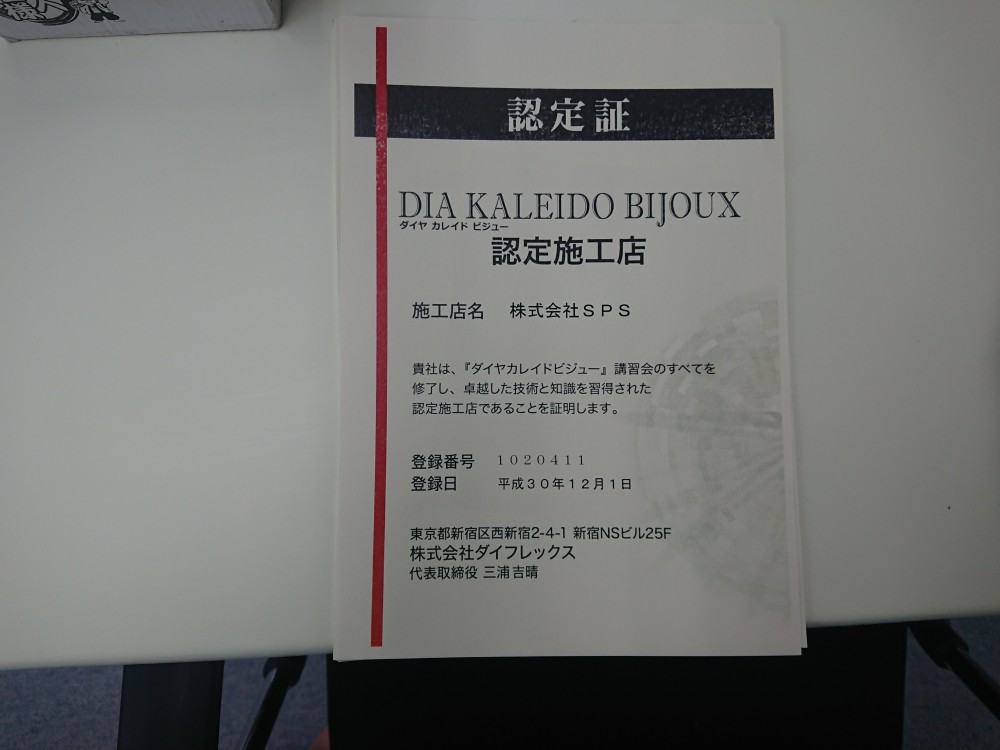 認定証
DIA KALEIDO BIJOUX
ダイヤ カレイド ビジュー
認定施工店
施工店名 株式会社SPS
貴社は、『ダイヤカレイドビジュー』講習会のすべてを
修了し、卓越した技術と知識を習得された
認定施工店であることを証明します。
登録番号 1020411
登録日 平成30年12月1日
東京都新宿区西新宿2-4-1 新宿NSビル25F
株式会社ダイフレックス
代表取締役 三浦吉晴